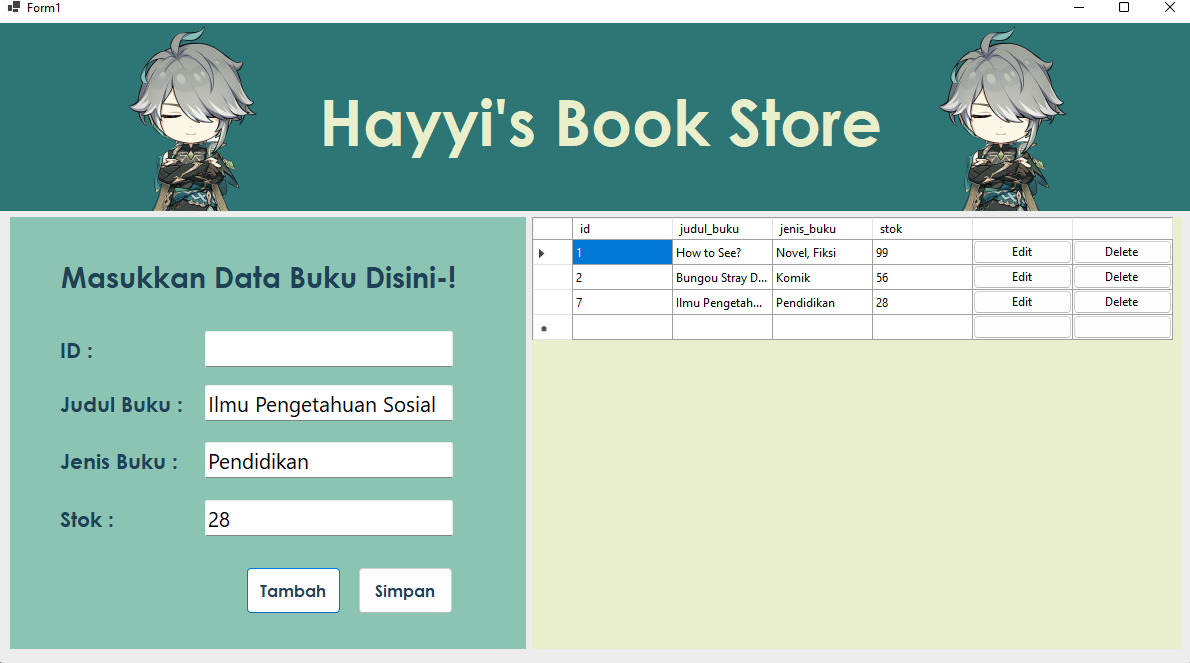 Form1
Hayyi's Book Store
Masukkan Data Buku Disini-!
ID :
Judul Buku : Ilmu Pengetahuan Sosial
Jenis Buku : Pendidikan
Stok : 28
Tambah Simpan
id judul_buku jenis_buku stok
1 How to See? Novel, Fiksi 99 Edit Delete
2 Bungou Stray D... Komik 56 Edit Delete
7 Ilmu Pengetah... Pendidikan 28 Edit Delete